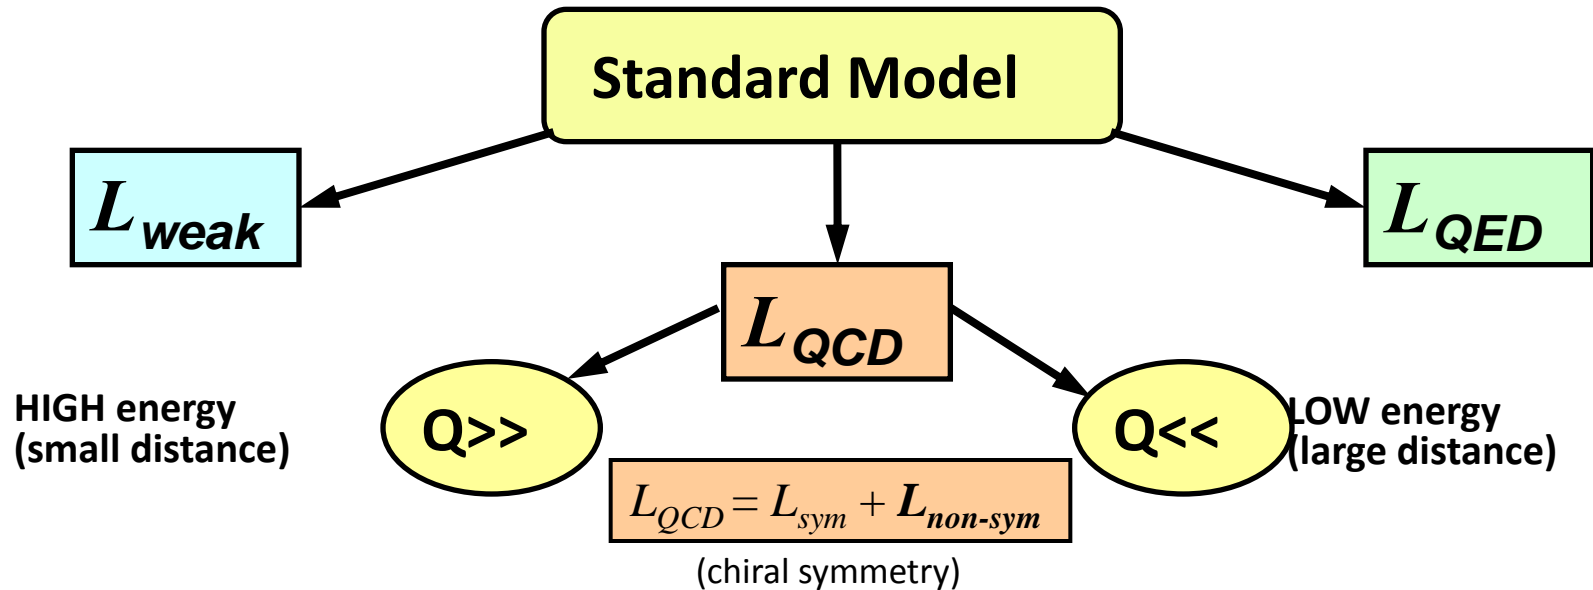 Standard Model
L weak
L QED
L QCD
HIGH energy
(small distance)
Q>>
Q<<
LOW energy
(large distance)
L QCD = L sym + L non-sym
(chiral symmetry)